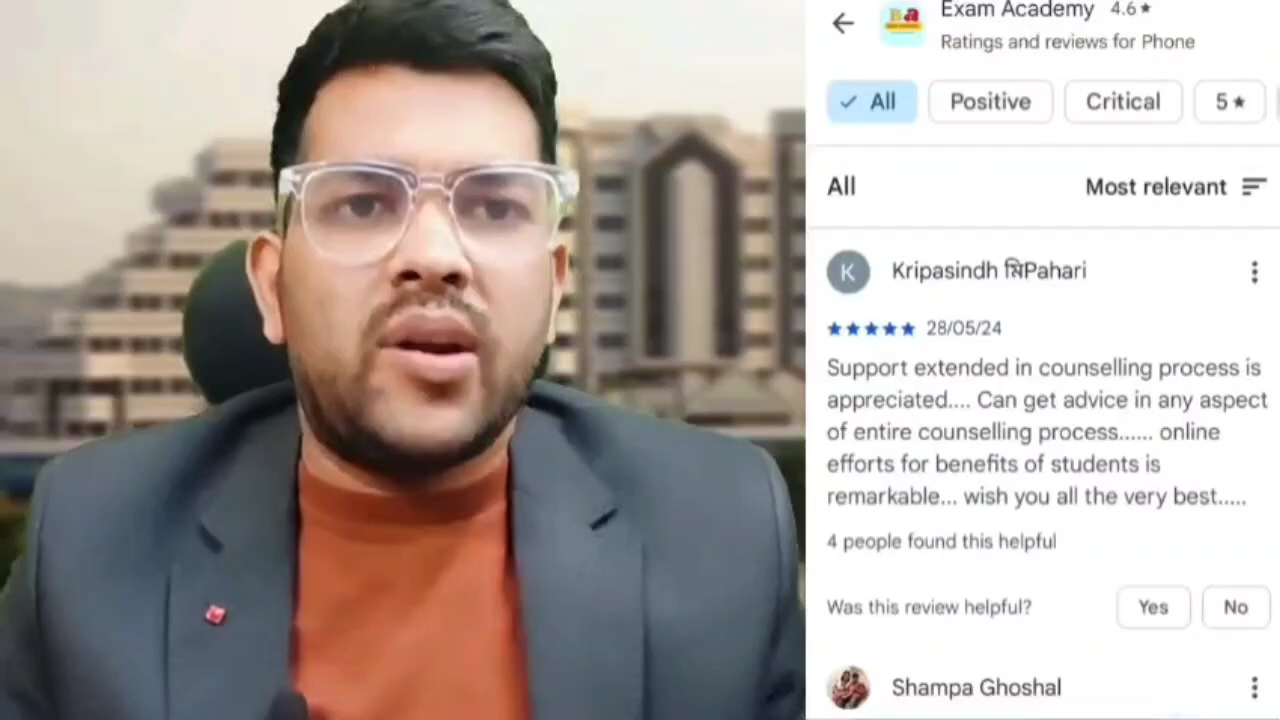 Exam Academy 4.6★
Ratings and reviews for Phone
All
Positive
Critical
5★
All
Most relevant
K
Kripasindh মিPahari
28/05/24
Support extended in counselling process is
appreciated.... Can get advice in any aspect
of entire counselling process...... online
efforts for benefits of students is
remarkable... wish you all the very best.....
4 people found this helpful
Was this review helpful?
Yes
No
Shampa Ghoshal